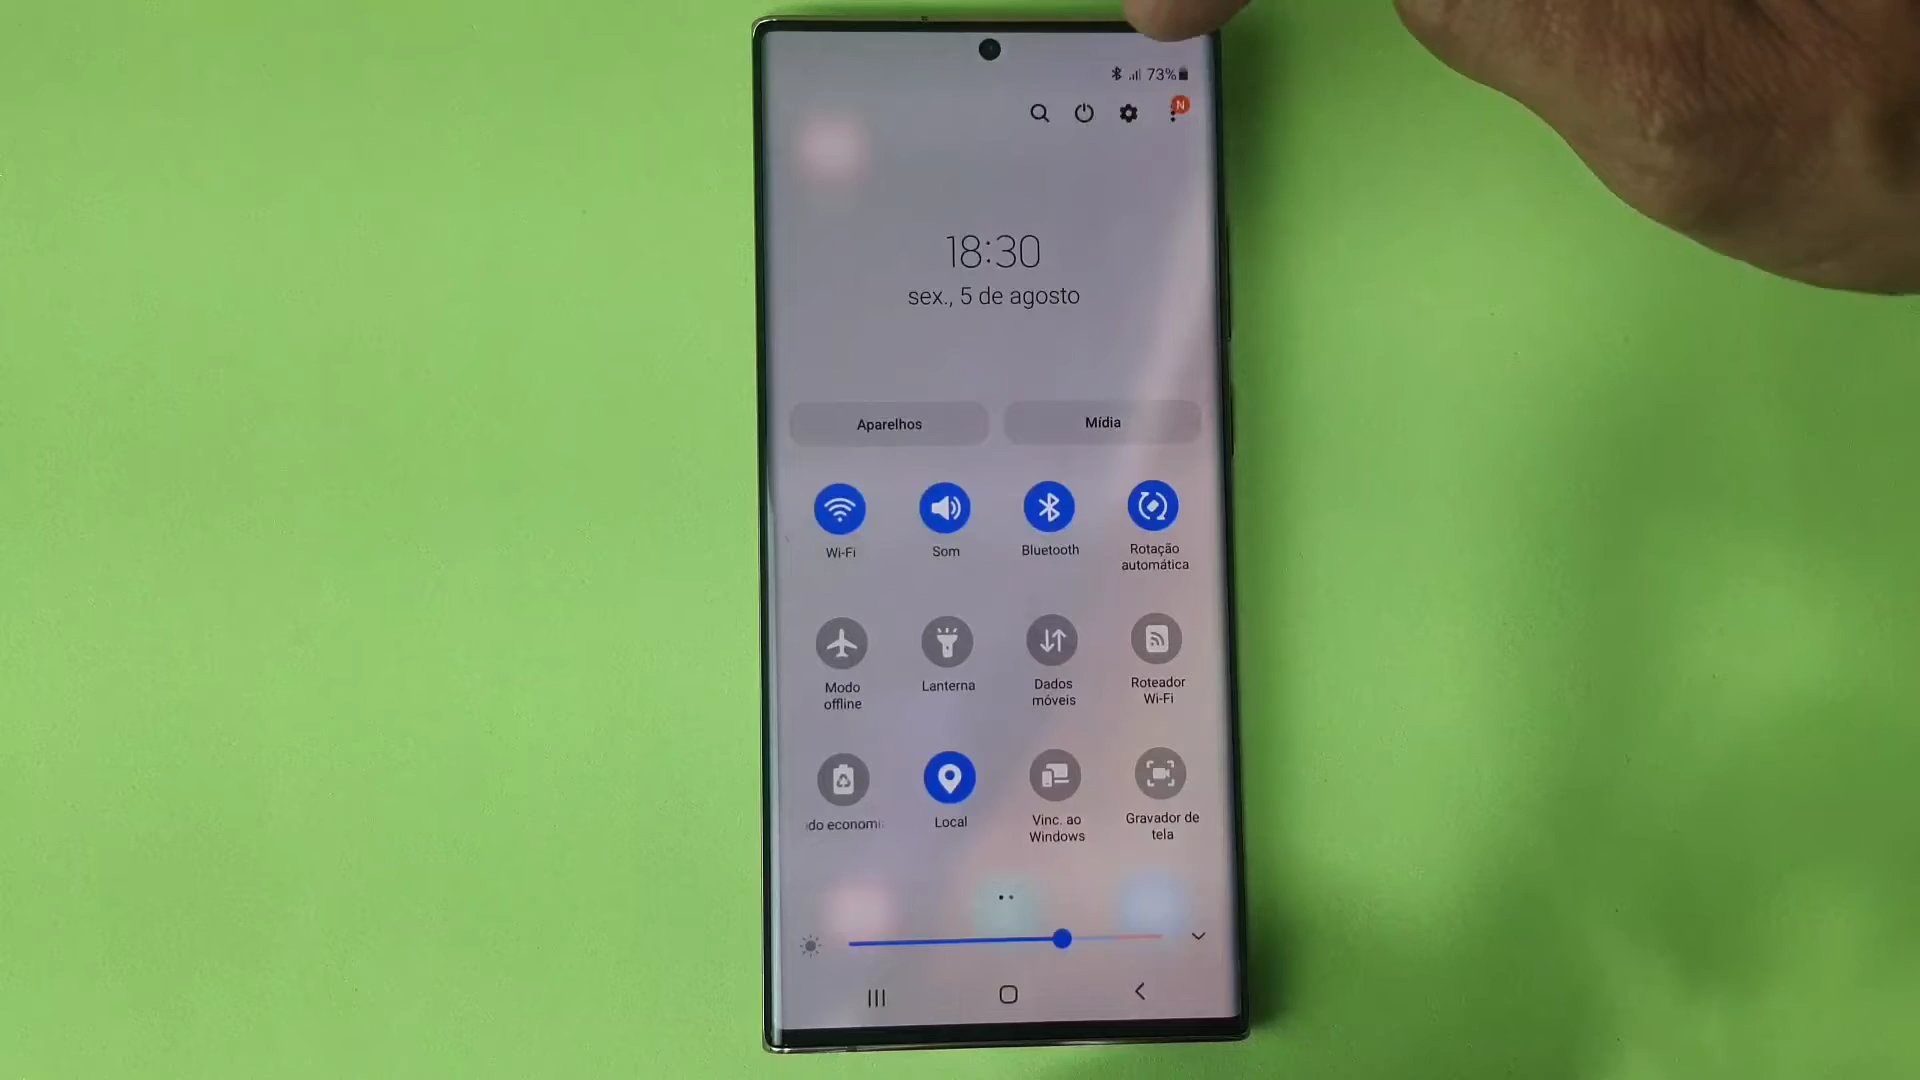 73%
N
18:30
sex., 5 de agosto
Aparelhos
Mídia
Wi-Fi
Som
Bluetooth
Rotação
automática
Modo
offline
Lanterna
Dados
móveis
Roteador
Wi-Fi
do economi
Local
Vinc. ao
Windows
Gravador de
tela